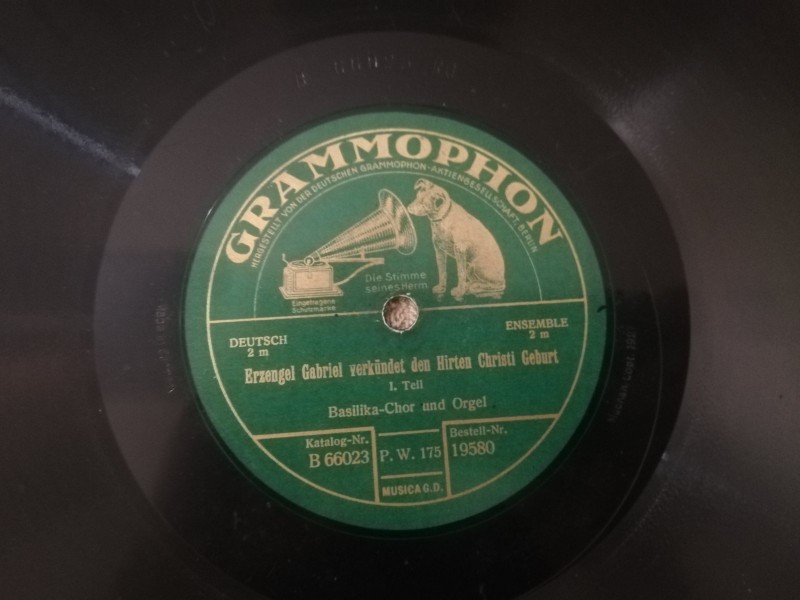 GRAMMOPHON
HERGESTELLT VON DER DEUTSCHEN GRAMMOPHON-AKTIENGESELLSCHAFT, BERLIN
Die Stimme
seines Herrn
Eingetragene
Schutzmarke
DEUTSCH
2 m
ENSEMBLE
2 m
Erzengel Gabriel verkündet den Hirten Christi Geburt
I. Teil
Basilika-Chor und Orgel
Katalog-Nr.
B 66023
P. W. 175
Bestell-Nr.
19580
MUSICA G.D.